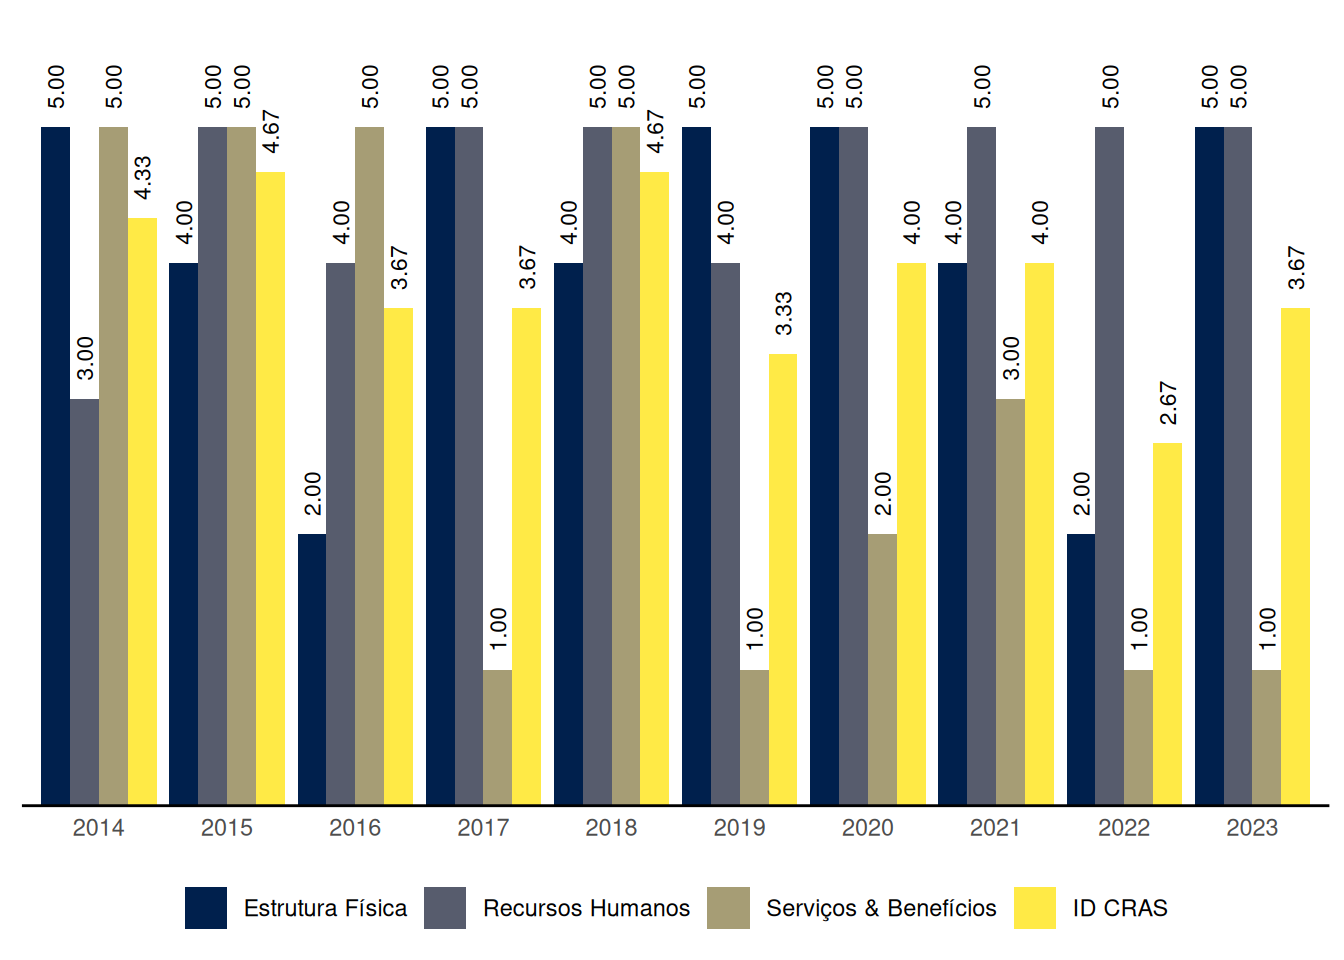 5.00 3.00 5.00 4.33
4.00 5.00 5.00 4.67
2.00 4.00 5.00 3.67
5.00 5.00 1.00 3.67
4.00 5.00 5.00 4.67
5.00 4.00 1.00 3.33
5.00 5.00 2.00 4.00
4.00 5.00 3.00 4.00
2.00 5.00 1.00 2.67
5.00 5.00 1.00 3.67
2014 2015 2016 2017 2018 2019 2020 2021 2022 2023
Estrutura Física Recursos Humanos Serviços & Benefícios ID CRAS